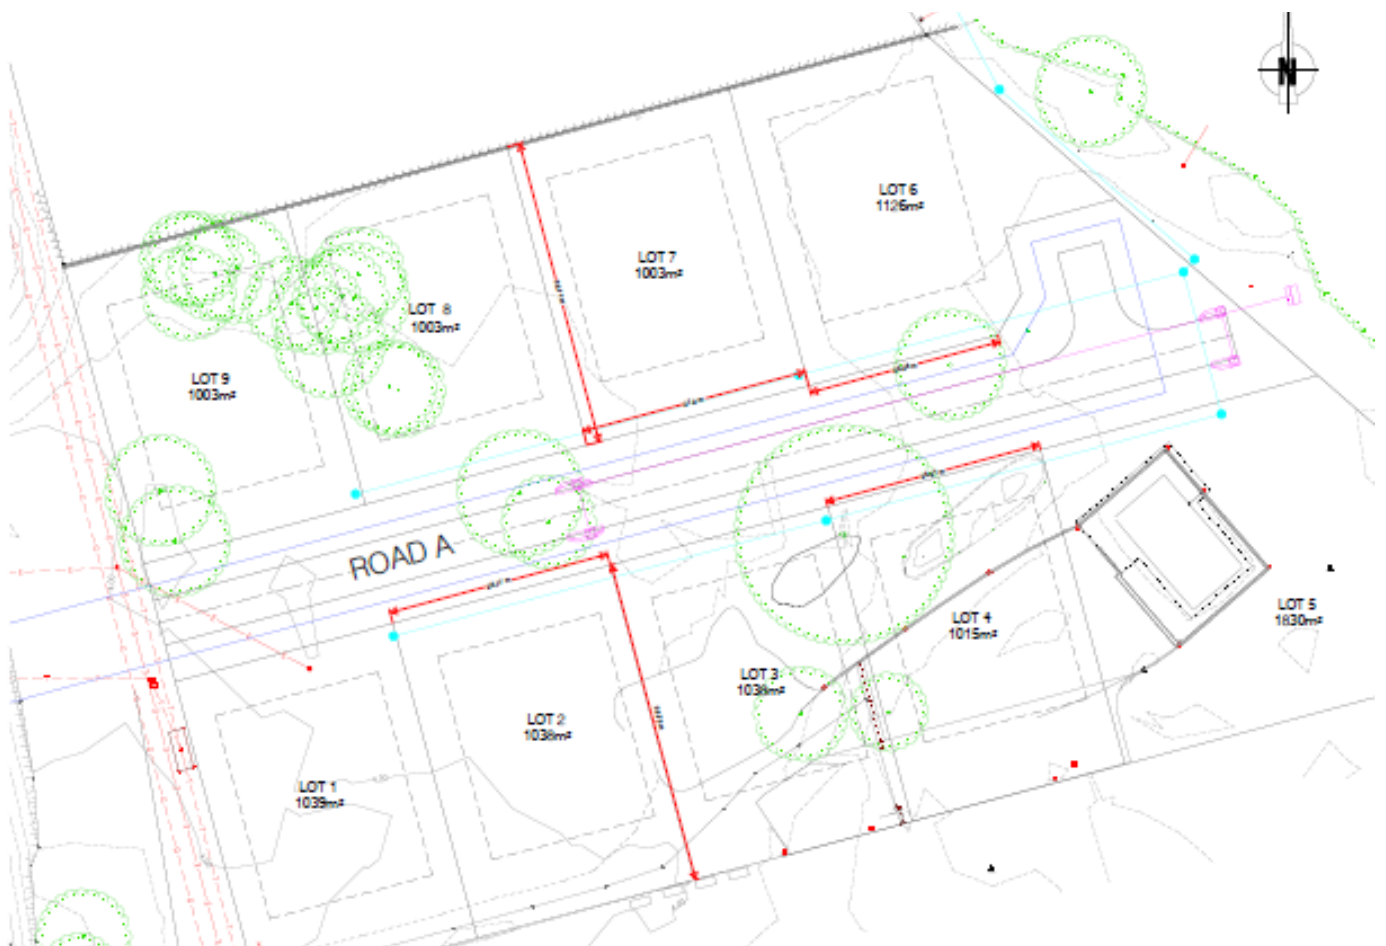 N
LOT 6
1126m²
LOT 7
1003m²
LOT 8
1003m²
LOT 9
1003m²
ROAD A
LOT 5
1830m²
LOT 4
1015m²
LOT 3
1038m²
LOT 2
1038m²
LOT 1
1039m²